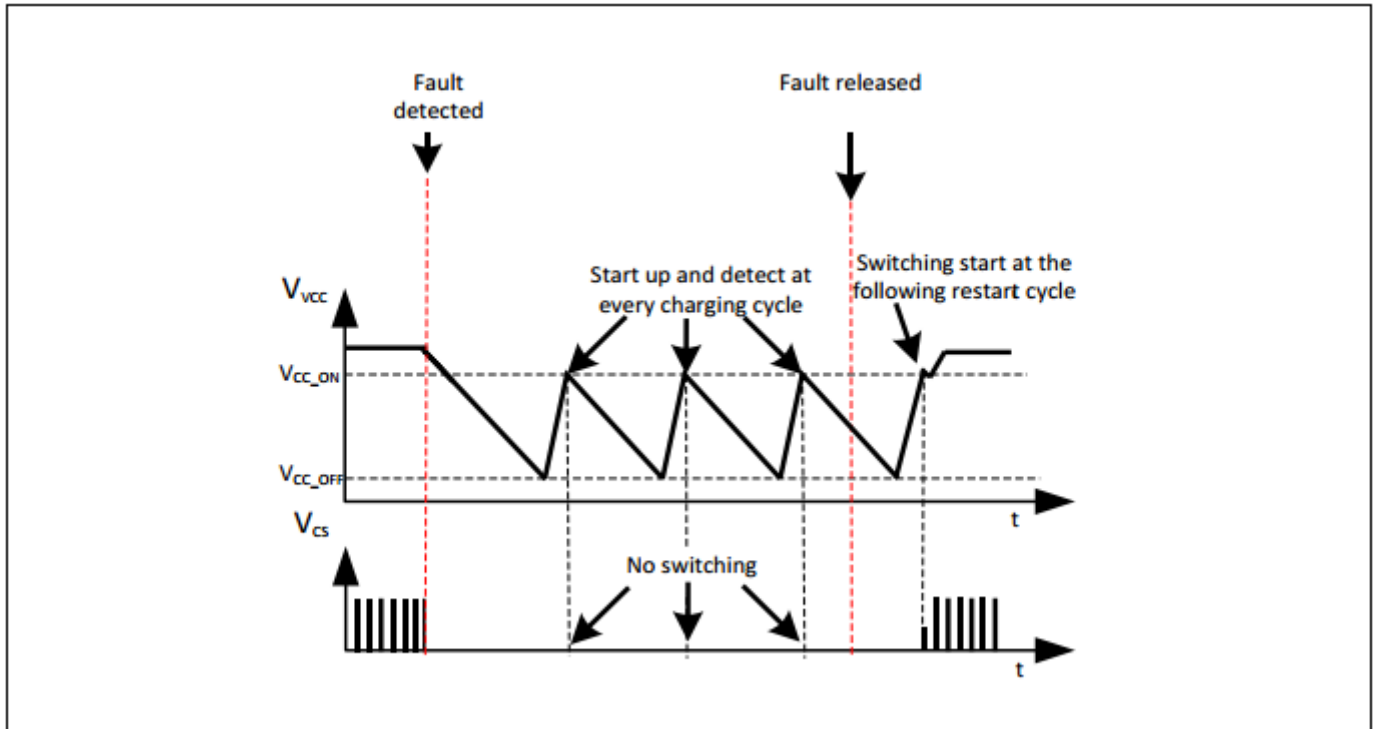 Fault
detected
Fault released
Start up and detect at
every charging cycle
Switching start at the
following restart cycle
VVCC
VCC_ON
VCC_OFF
t
VCS
No switching
t